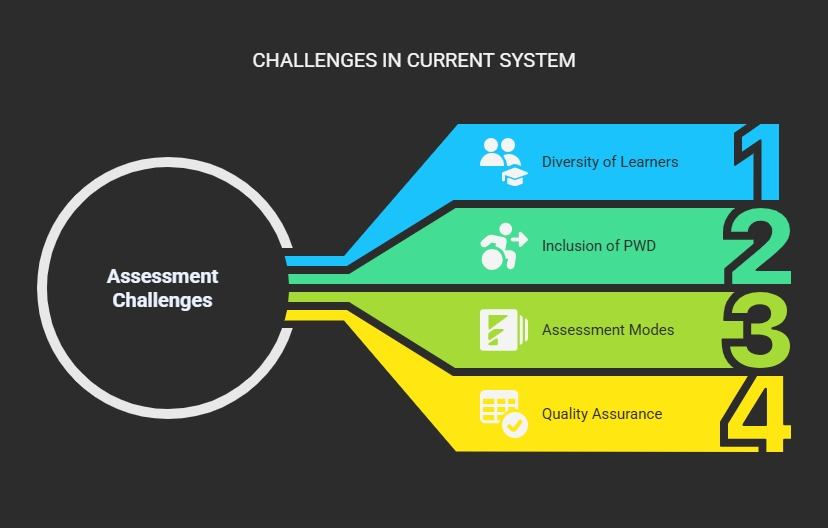 CHALLENGES IN CURRENT SYSTEM
Assessment
Challenges
Diversity of Learners
1
Inclusion of PWD
2
Assessment Modes
3
Quality Assurance
4